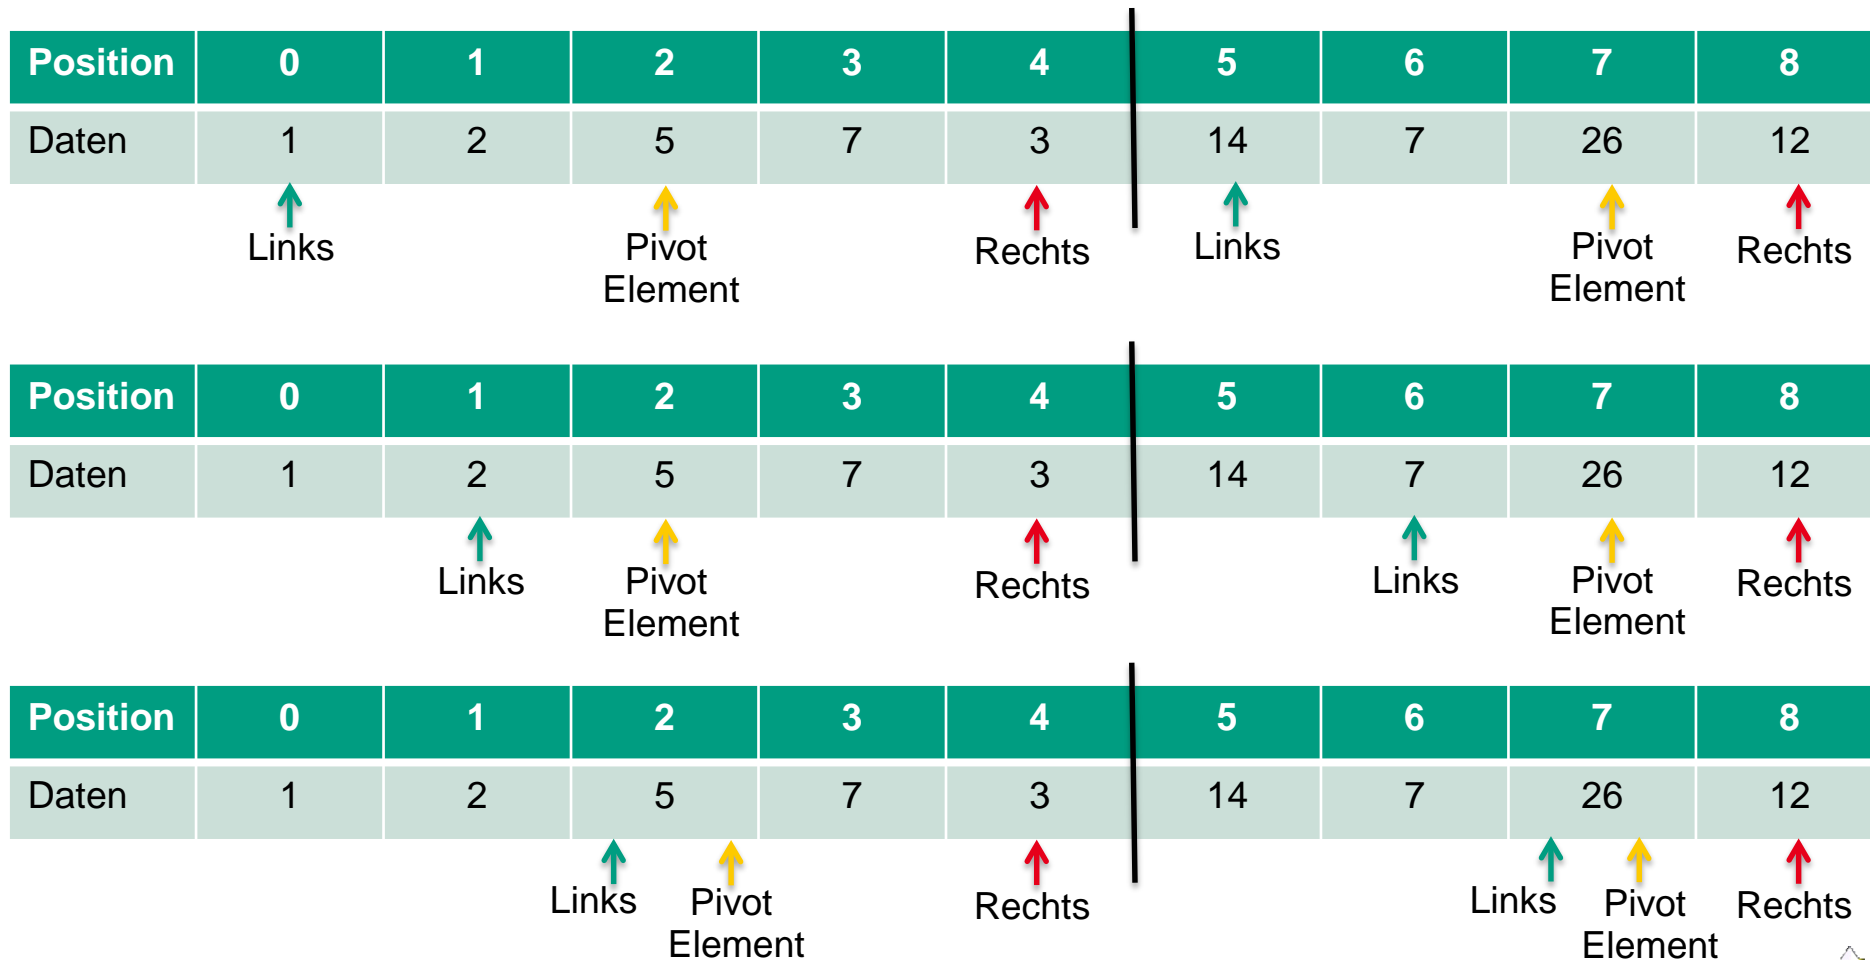 Position 0 1 2 3 4 5 6 7 8
Daten 1 2 5 7 3 14 7 26 12
Links Pivot Rechts Links Pivot Rechts
Element Element
Position 0 1 2 3 4 5 6 7 8
Daten 1 2 5 7 3 14 7 26 12
Links Pivot Rechts Links Pivot Rechts
Element Element
Position 0 1 2 3 4 5 6 7 8
Daten 1 2 5 7 3 14 7 26 12
Links Pivot Rechts Links Pivot Rechts
Element Element